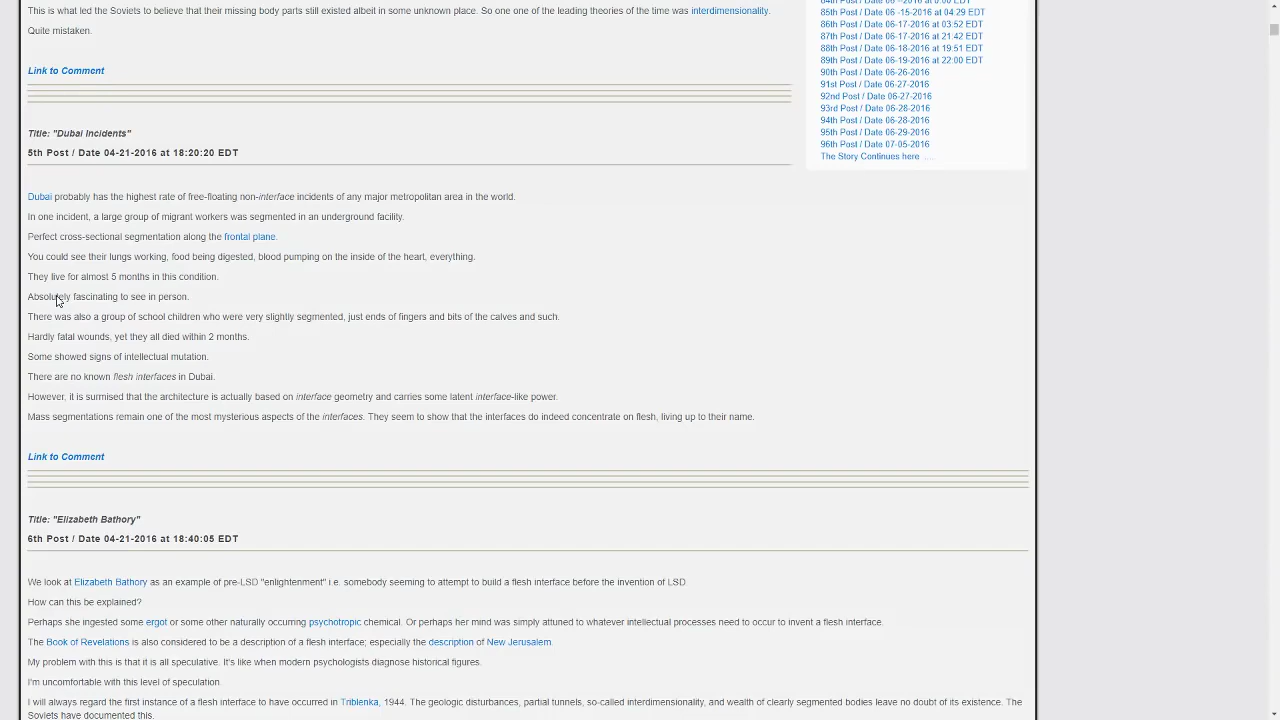 This is what led the Soviets to believe that their missing body parts still existed albeit in some unknown place. So one one of the leading theories of the time was interdimensionality.
Quite mistaken.
Link to Comment
Title: "Dubai Incidents"
5th Post / Date 04-21-2016 at 18:20:20 EDT
Dubai probably has the highest rate of free-floating non-interface incidents of any major metropolitan area in the world.
In one incident, a large group of migrant workers was segmented in an underground facility.
Perfect cross-sectional segmentation along the frontal plane.
You could see their lungs working, food being digested, blood pumping on the inside of the heart, everything.
They live for almost 5 months in this condition.
Absolutely fascinating to see in person.
There was also a group of school children who were very slightly segmented, just ends of fingers and bits of the calves and such.
Hardly fatal wounds, yet they all died within 2 months.
Some showed signs of intellectual mutation.
There are no known flesh interfaces in Dubai.
However, it is surmised that the architecture is actually based on interface geometry and carries some latent interface-like power.
Mass segmentations remain one of the most mysterious aspects of the interfaces. They seem to show that the interfaces do indeed concentrate on flesh, living up to their name.
Link to Comment
Title: "Elizabeth Bathory"
6th Post / Date 04-21-2016 at 18:40:05 EDT
We look at Elizabeth Bathory as an example of pre-LSD "enlightenment" i.e. somebody seeming to attempt to build a flesh interface before the invention of LSD
How can this be explained?
Perhaps she ingested some ergot or some other naturally occurring psychotropic chemical. Or perhaps her mind was simply attuned to whatever intellectual processes need to occur to invent a flesh interface.
The Book of Revelations is also considered to be a description of a flesh interface; especially the description of New Jerusalem.
My problem with this is that it is all speculative. It's like when modern psychologists diagnose historical figures.
I'm uncomfortable with this level of speculation.
I will always regard the first instance of a flesh interface to have occurred in Triblenka, 1944. The geologic disturbances, partial tunnels, so-called interdimensionality, and wealth of clearly segmented bodies leave no doubt of its existence. The
Soviets have documented this.
85th Post / Date 06 -15-2016 at 04 29 EDT
86th Post / Date 06-17-2016 at 03:52 EDT
87th Post / Date 06-17-2016 at 21:42 EDT
88th Post / Date 06-18-2016 at 19:51 EDT
89th Post / Date 06-19-2016 at 22:00 EDT
90th Post / Date 06-26-2016
91st Post / Date 06-27-2016
92nd Post / Date 06-27-2016
93rd Post / Date 06-28-2016
94th Post / Date 06-28-2016
95th Post / Date 06-29-2016
96th Post / Date 07-05-2016
The Story Continues here ....